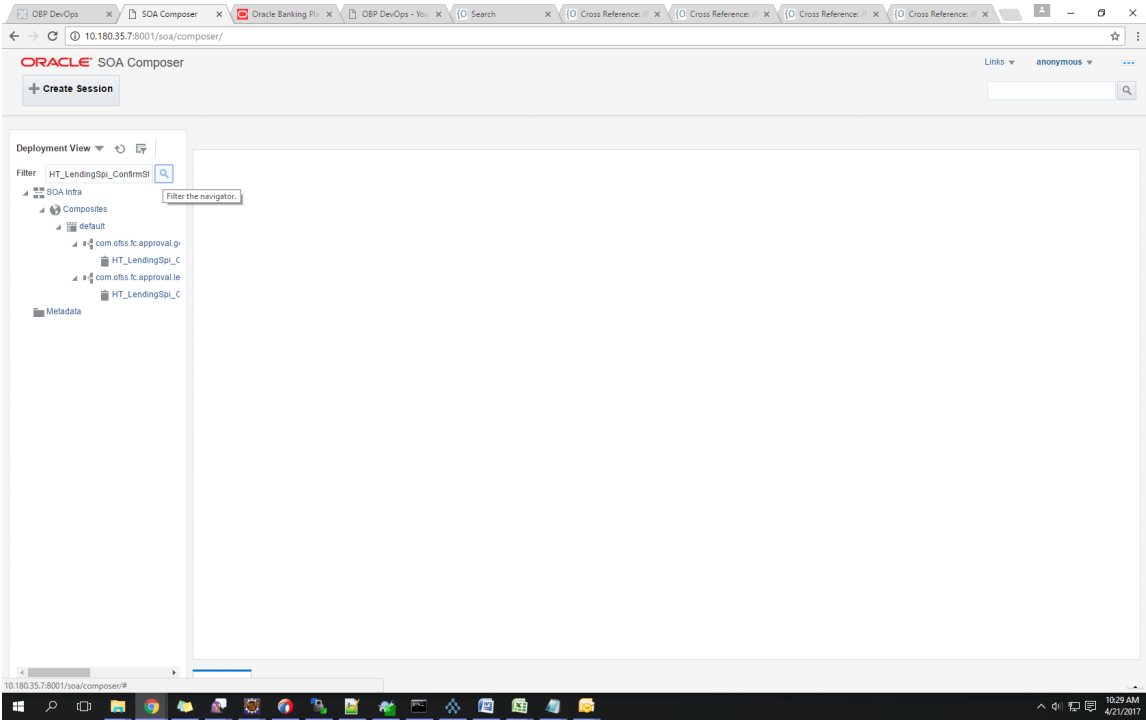 OBP DevOps
SOA Composer
Oracle Banking Pla
OBP DevOps - You
{O Search
{O Cross Reference: /
{O Cross Reference: /
{O Cross Reference: /
{O Cross Reference: /
10.180.35.7:8001/soa/composer/
ORACLE SOA Composer
Links
anonymous
Create Session
Deployment View
Filter
HT_LendingSpi_ConfirmSt
Filter the navigator.
SOA Infra
Composites
default
com.ofss.fc.approval.ge
HT_LendingSpi_C
com.ofss.fc.approval.le
HT_LendingSpi_C
Metadata
10.180.35.7:8001/soa/composer/#
10:29 AM
4/21/2017